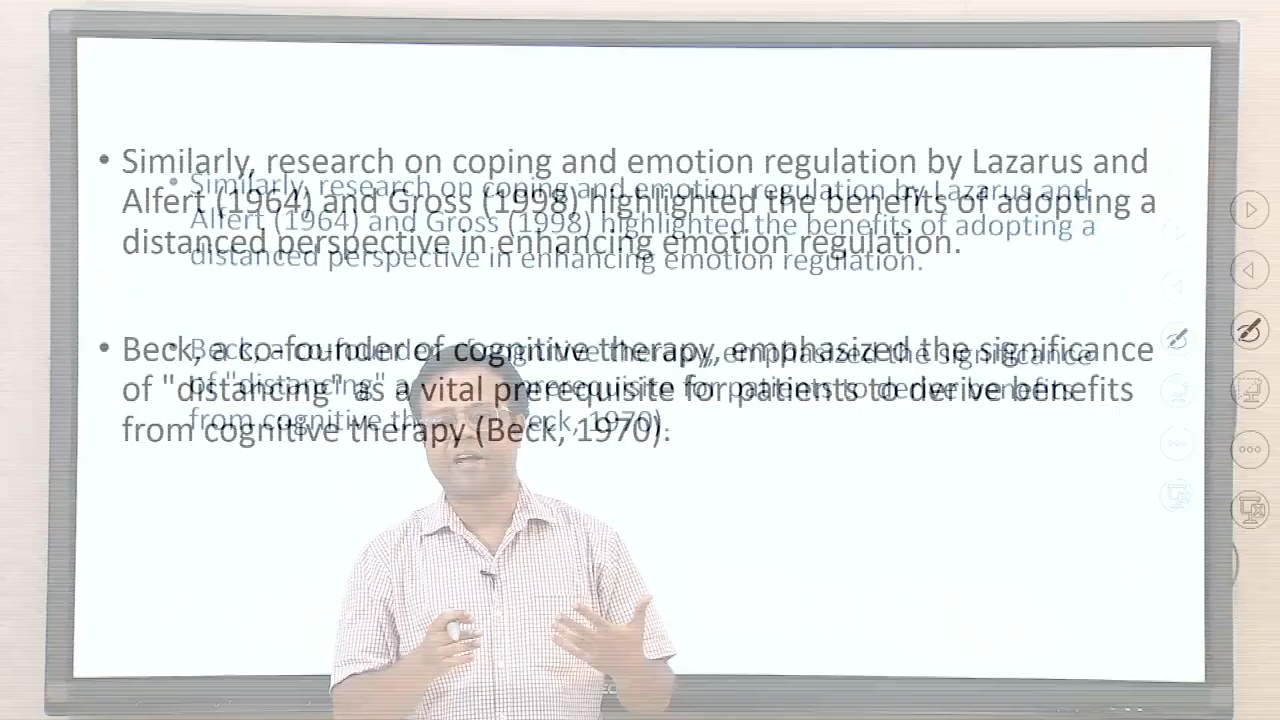 • Similarly, research on coping and emotion regulation by Lazarus and
Alfert (1964) and Gross (1998) highlighted the benefits of adopting a
distanced perspective in enhancing emotion regulation.
• Beck, a co-founder of cognitive therapy, emphasized the significance
of "distancing" as a vital prerequisite for patients to derive benefits
from cognitive therapy (Beck, 1970).